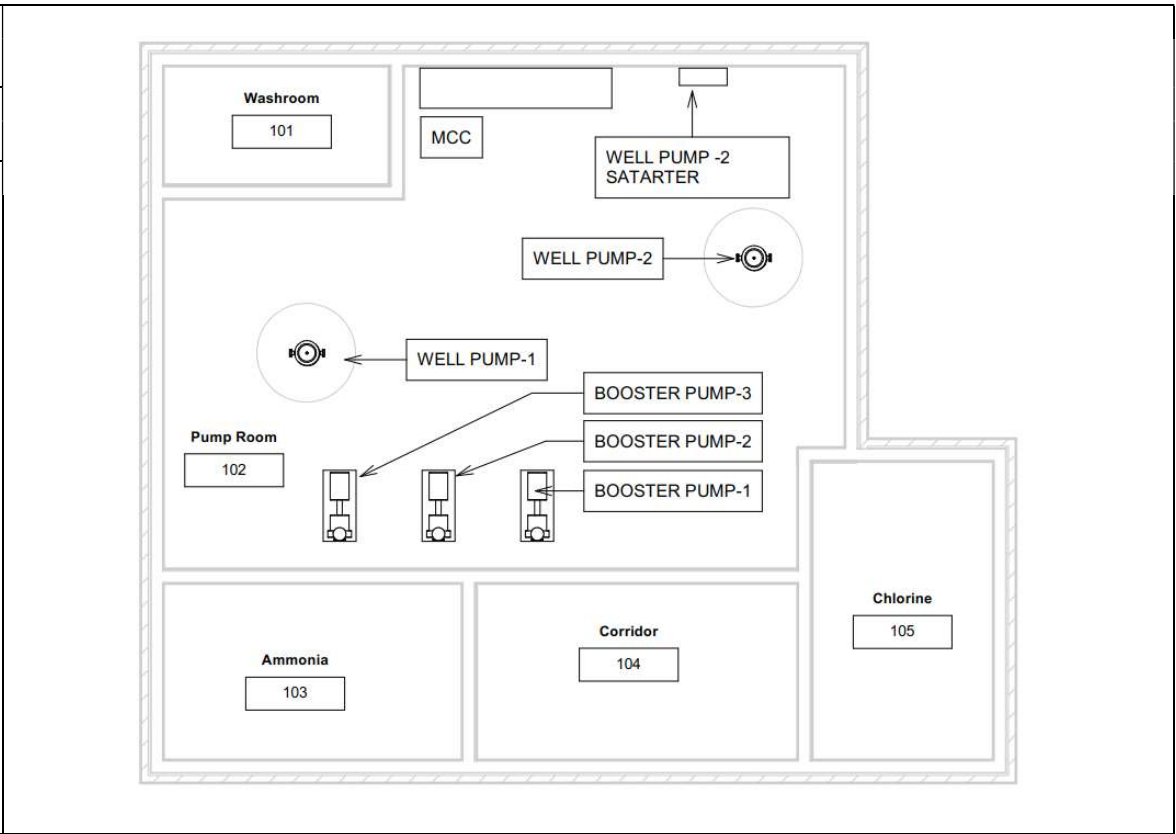 Washroom
101
MCC
WELL PUMP -2
SATARTER
WELL PUMP-2
WELL PUMP-1
BOOSTER PUMP-3
BOOSTER PUMP-2
BOOSTER PUMP-1
Pump Room
102
Ammonia
103
Corridor
104
Chlorine
105